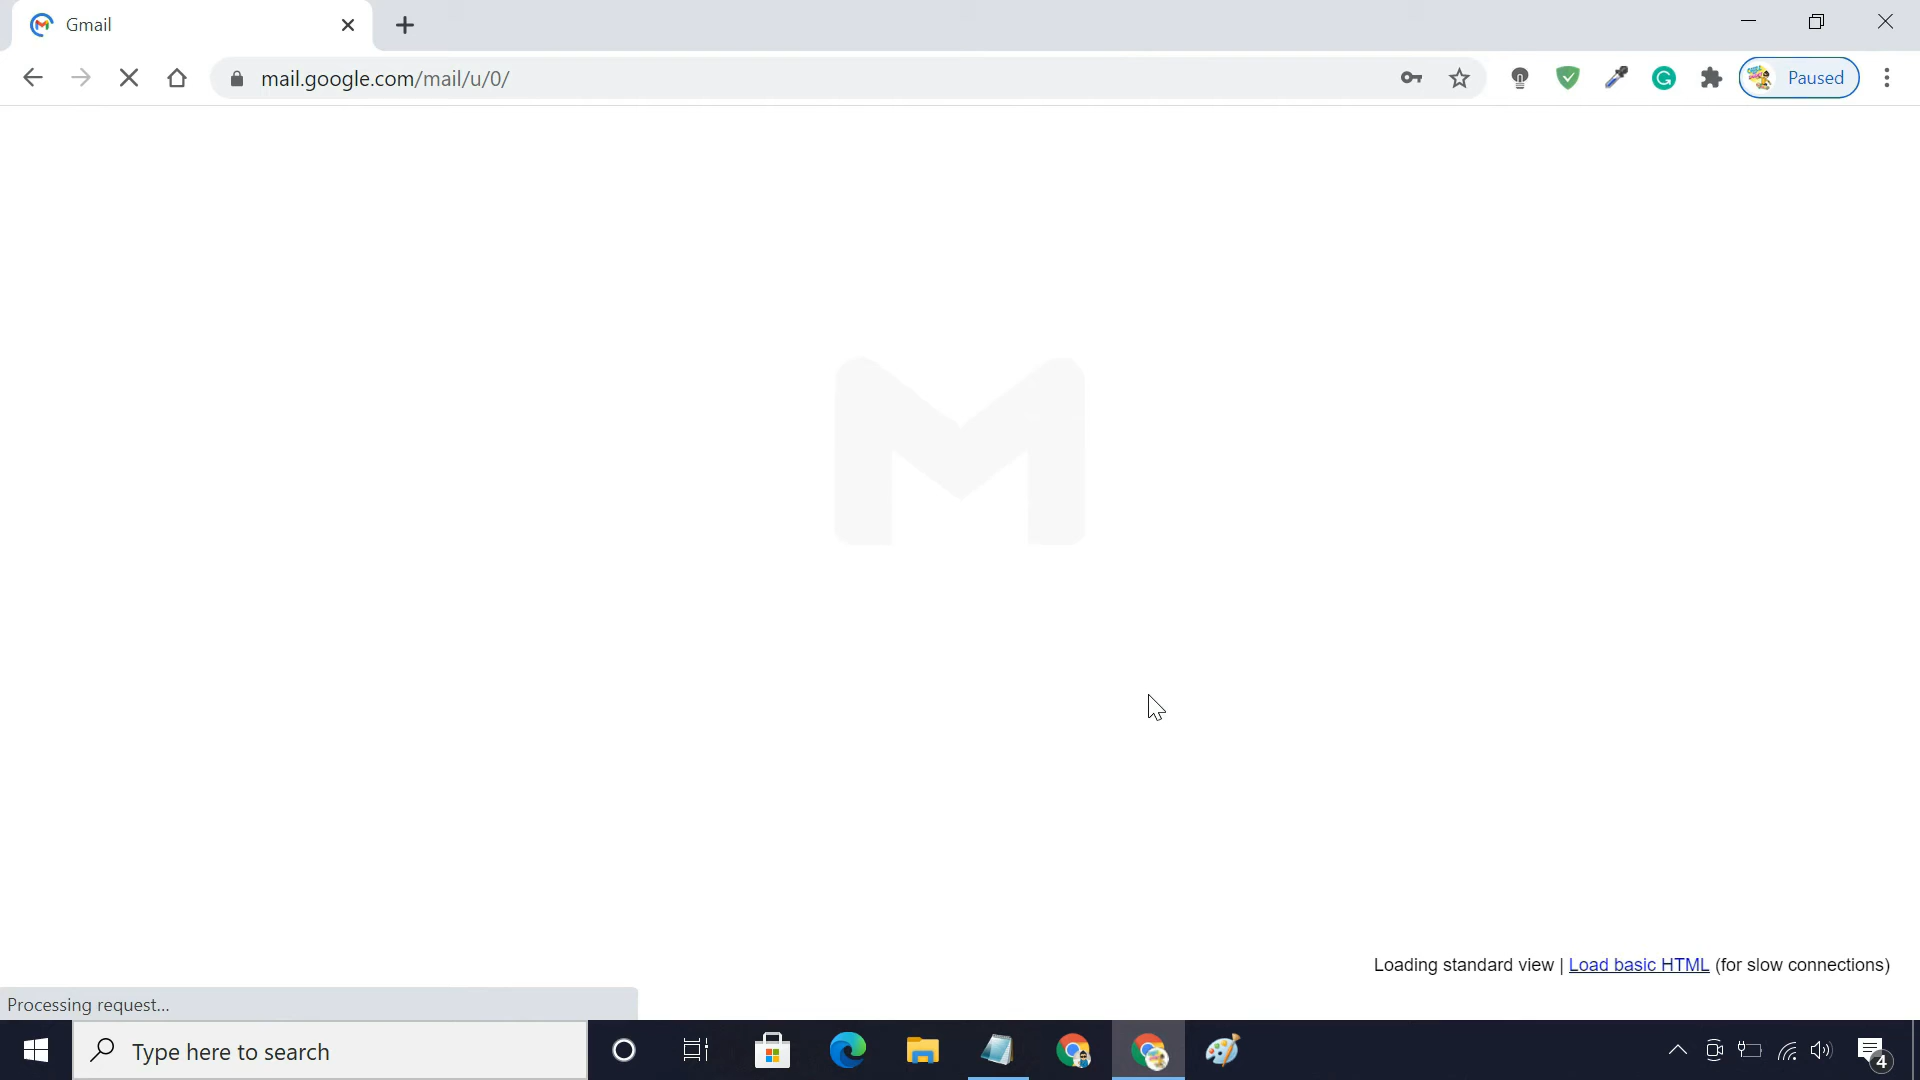 Gmail
mail.google.com/mail/u/0/
Paused
Loading standard view | Load basic HTML (for slow connections)
Processing request...
Type here to search
4